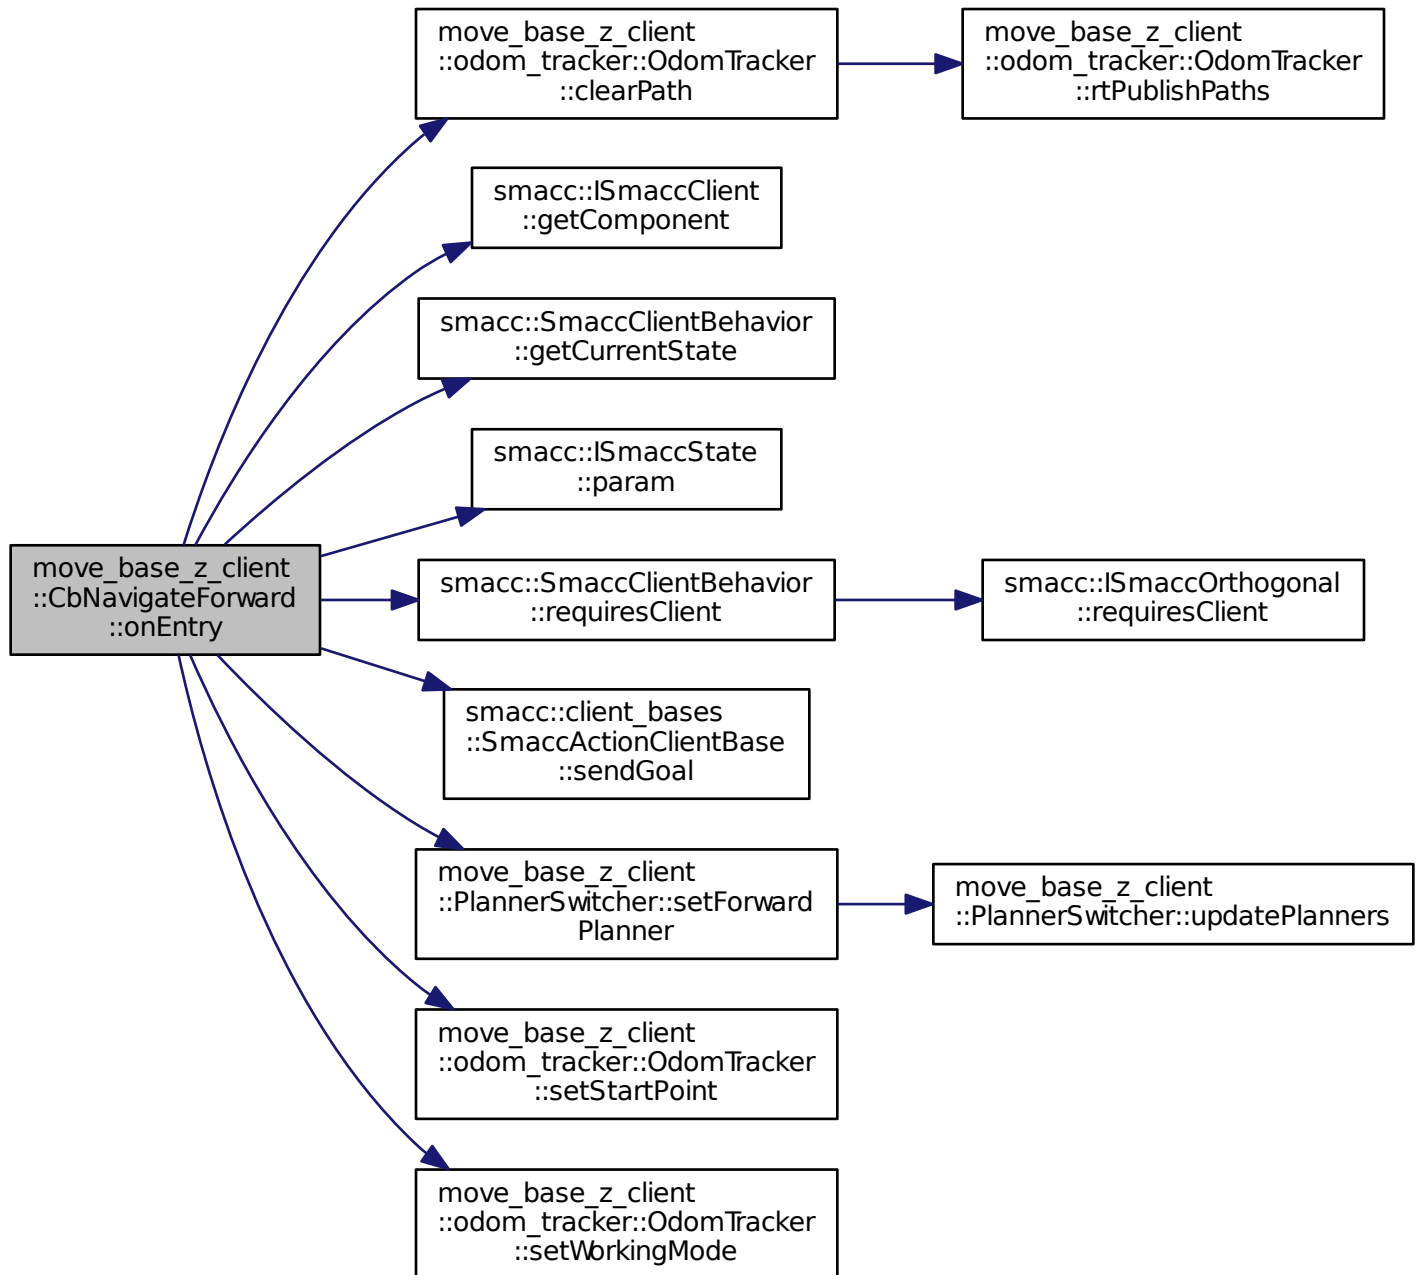 move_base_z_client
::odom_tracker::OdomTracker
::clearPath
move_base_z_client
::odom_tracker::OdomTracker
::rtPublishPaths
smacc::ISmaccClient
::getComponent
smacc::SmaccClientBehavior
::getCurrentState
smacc::ISmaccState
::param
move_base_z_client
::CbNavigateForward
::onEntry
smacc::SmaccClientBehavior
::requiresClient
smacc::ISmaccOrthogonal
::requiresClient
smacc::client_bases
::SmaccActionClientBase
::sendGoal
move_base_z_client
::PlannerSwitcher::setForward
Planner
move_base_z_client
::PlannerSwitcher::updatePlanners
move_base_z_client
::odom_tracker::OdomTracker
::setStartPoint
move_base_z_client
::odom_tracker::OdomTracker
::setWorkingMode